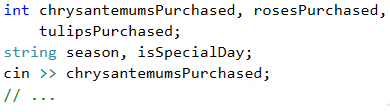 int chrysantemumsPurchased, rosesPurchased,
    tulipsPurchased;
string season, isSpecialDay;
cin >> chrysantemumsPurchased;
// ...